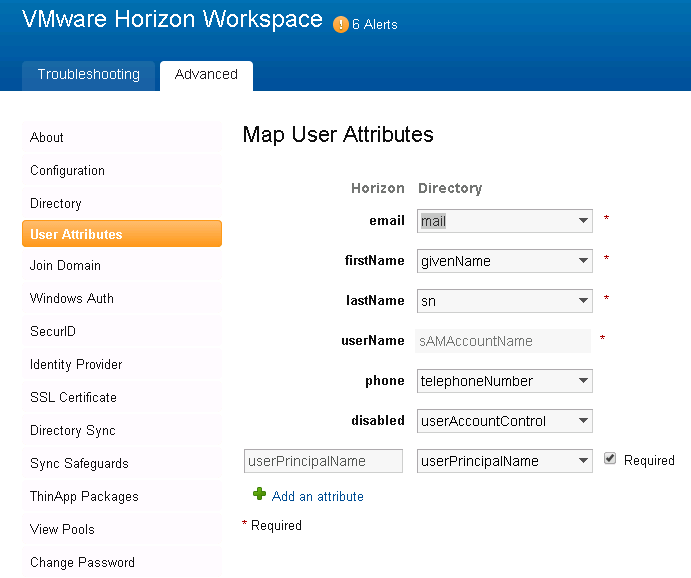 VMware Horizon Workspace ! 6 Alerts
Troubleshooting Advanced
About
Configuration
Directory
User Attributes
Join Domain
Windows Auth
SecurID
Identity Provider
SSL Certificate
Directory Sync
Sync Safeguards
ThinApp Packages
View Pools
Change Password
Map User Attributes
Horizon Directory
email mail *
firstName givenName *
lastName sn *
userName sAMAccountName *
phone telephoneNumber
disabled userAccountControl
userPrincipalName userPrincipalName Required
Add an attribute
* Required